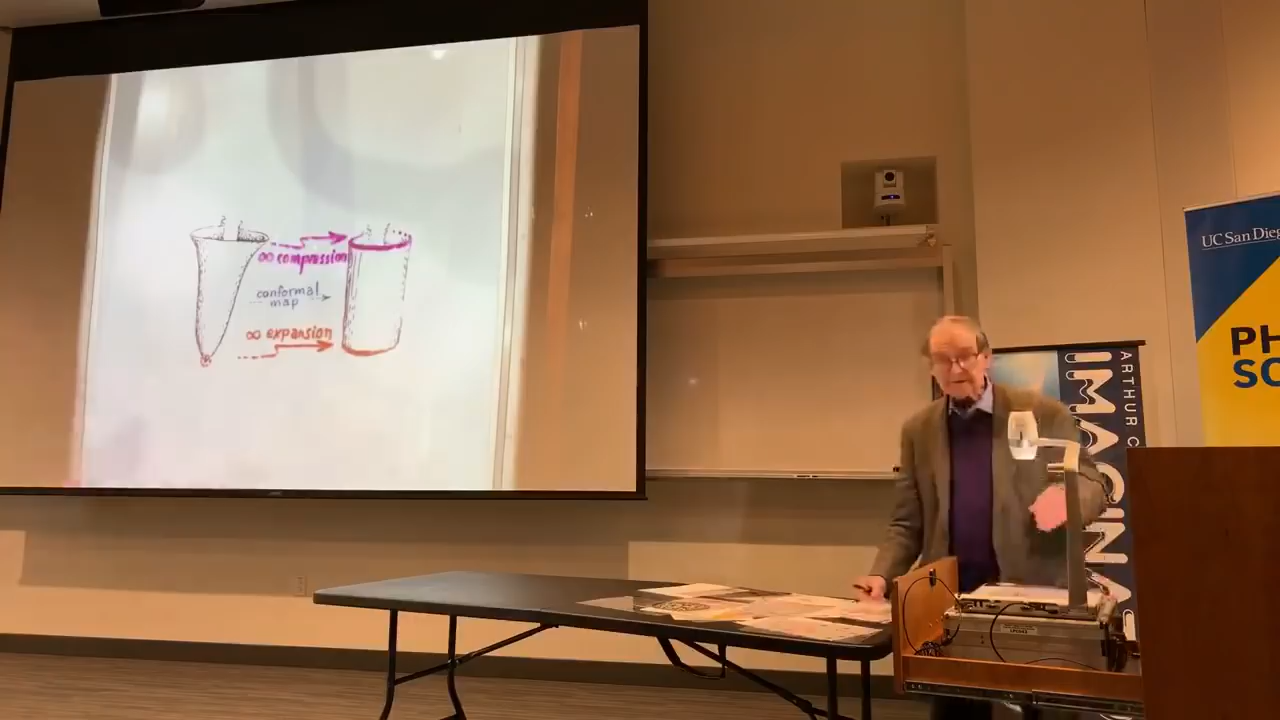 ∞ compression
conformal
map
∞ expansion
UC San Dieg
PH
SC
ARTHUR C
IMAGINA